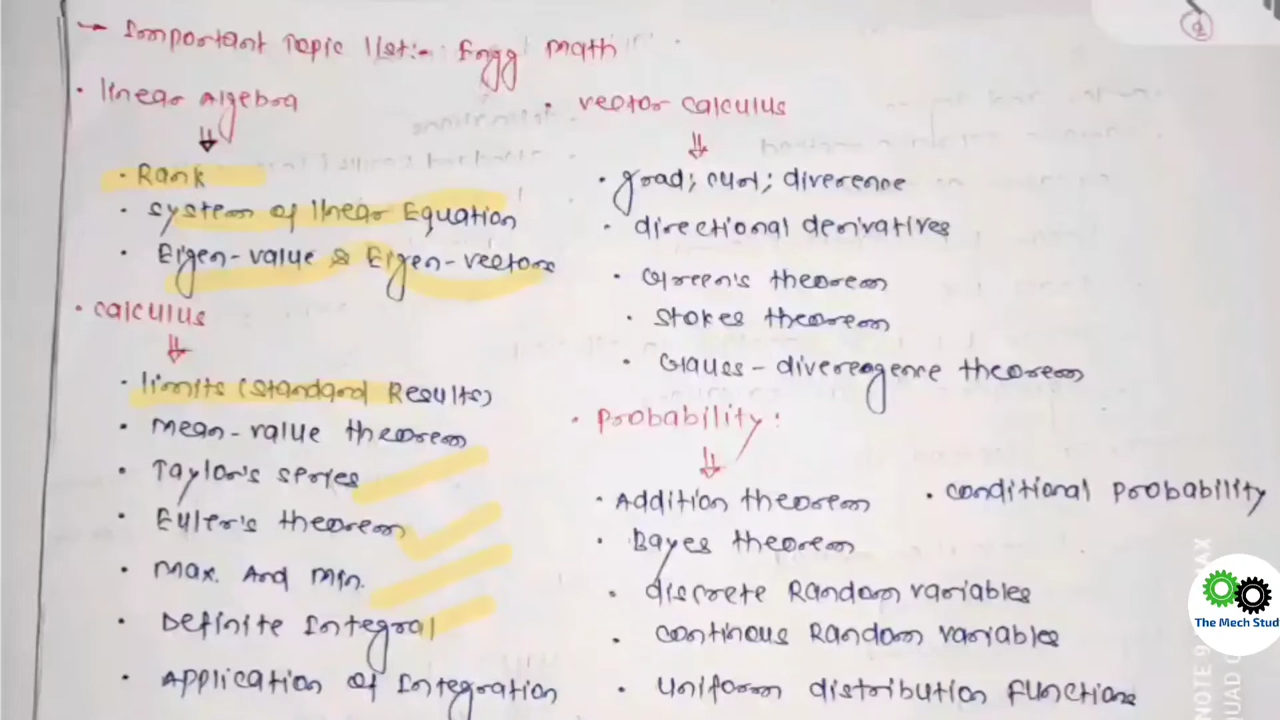 → Important Topic list:- Engg Math
• linear Algebra
• Rank
• system of linear Equation
• Eigen-value & Eigen-vectors
• calculus
• limits (standard Results)
• Mean-value theorem
• Taylor's series
• Euler's theorem
• Max. And Min.
• Definite Integral
• Application of Integration
• vector calculus
• grad; curl; diverence
• directional derivatives
• Green's theorem
• Stokes theorem
• Gauss-divereagence theorem
• Probability:
• Addition theorem • conditional probability
• Bayes theorem
• discrete Random variables
• continous Random variables
• uniform distribution functions
The Mech Stud